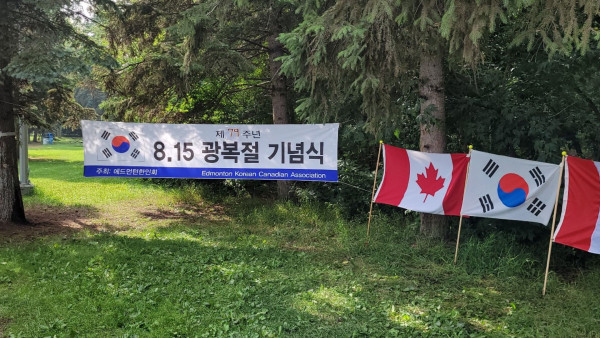 제 주년
8.15 광복절 기념식
주최: 에드먼턴한인회
Edmonton Korean Canadian Association